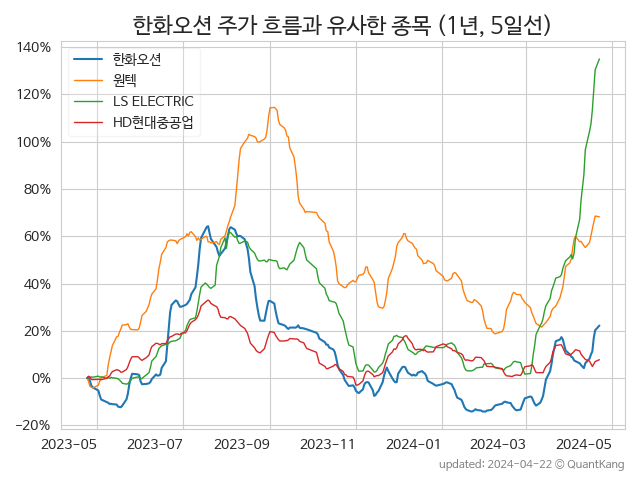 한화오션 주가 흐름과 유사한 종목 (1년, 5일선)
140%
120%
100%
80%
60%
40%
20%
0%
−20%
한화오션
원텍
LS ELECTRIC
HD현대중공업
2023-05 2023-07 2023-09 2023-11 2024-01 2024-03 2024-05
updated: 2024-04-22 © QuantKang